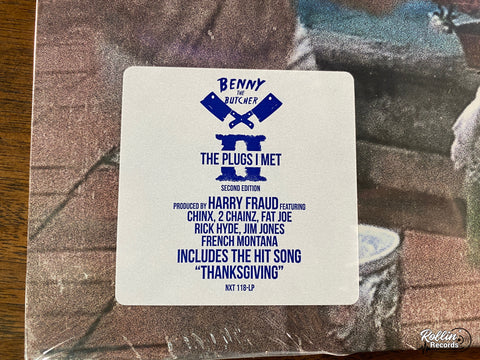 BENNY
THE
BUTCHER
II
THE PLUGS I MET
SECOND EDITION
PRODUCED BY HARRY FRAUD FEATURING
CHINX, 2 CHAINZ, FAT JOE
RICK HYDE, JIM JONES
FRENCH MONTANA
INCLUDES THE HIT SONG
“THANKSGIVING”
NXT 118-LP
Rollin
Records